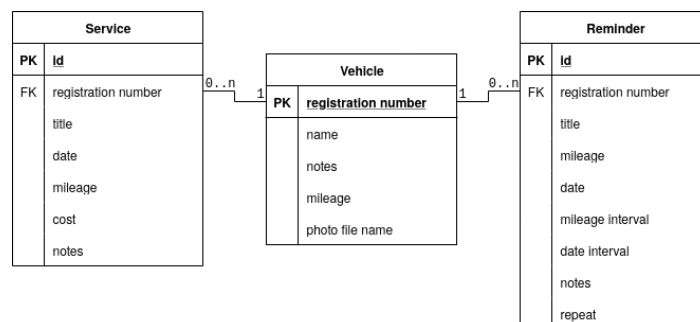 Service
PK id
FK registration number
title
date
mileage
cost
notes
0..n
1
Vehicle
PK registration number
name
notes
mileage
photo file name
1
0..n
Reminder
PK id
FK registration number
title
mileage
date
mileage interval
date interval
notes
repeat